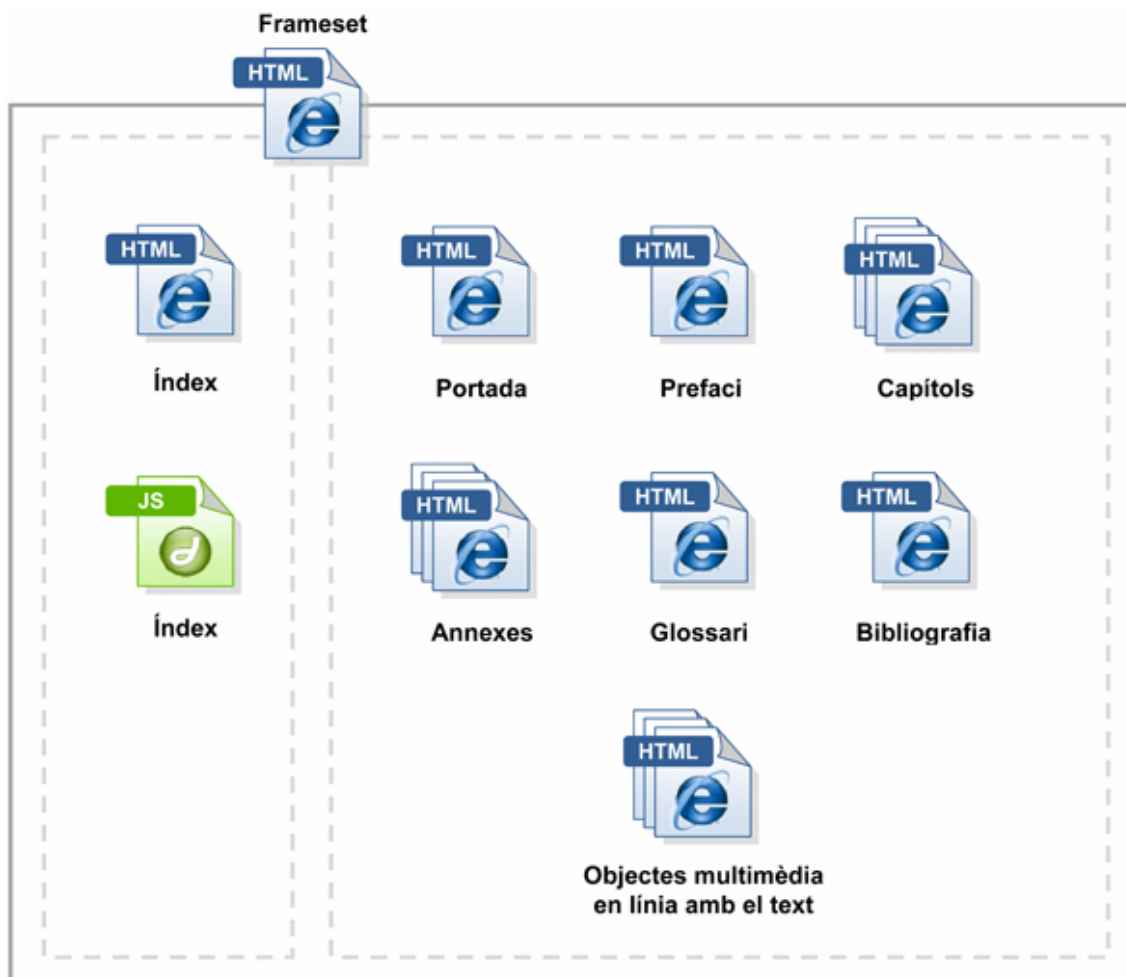 Frameset
HTML
HTML
Índex
HTML
Portada
HTML
Prefaci
HTML
Capítols
JS
Índex
HTML
Annexes
HTML
Glossari
HTML
Bibliografia
HTML
Objectes multimèdia
en línia amb el text